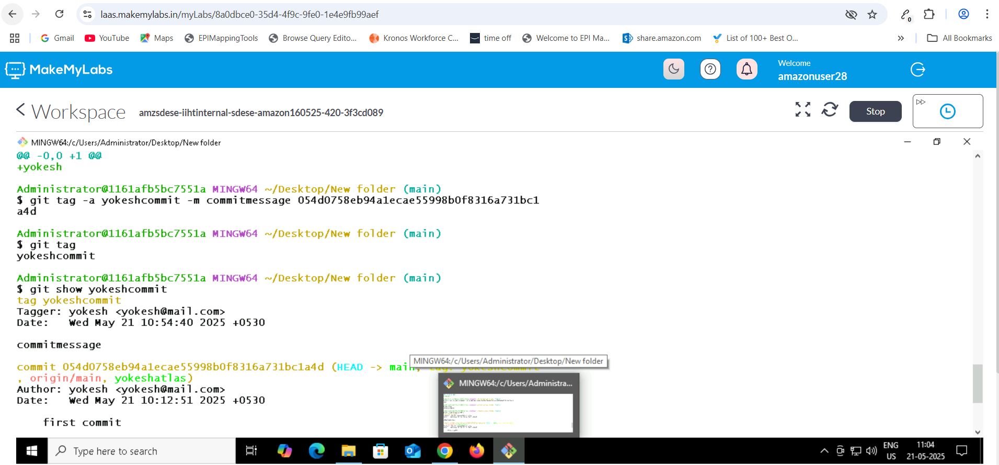 laas.makemylabs.in/myLabs/8a0dbce0-35d4-4f9c-9fe0-1e4e9fb99aef
0
Gmail YouTube Maps EPIMappingTools Browse Query Edito... Kronos Workforce C... time off Welcome to EPI Ma... share.amazon.com List of 100+ Best O... » All Bookmarks
MakeMyLabs
Welcome
amazonuser28
Workspace amzsdese-iihtinternal-sdese-amazon160525-420-3f3cd089 Stop
MINGW64:/c/Users/Administrator/Desktop/New folder
@@ -0,0 +1 @@
+yokesh
Administrator@1161afb5bc7551a MINGW64 ~/Desktop/New folder (main)
$ git tag -a yokeshcommit -m commitmessage 054d0758eb94a1ecae55998b0f8316a731bc1
a4d
Administrator@1161afb5bc7551a MINGW64 ~/Desktop/New folder (main)
$ git tag
yokeshcommit
Administrator@1161afb5bc7551a MINGW64 ~/Desktop/New folder (main)
$ git show yokeshcommit
tag yokeshcommit
Tagger: yokesh <yokesh@mail.com>
Date:   Wed May 21 10:54:40 2025 +0530
commitmessage
commit 054d0758eb94a1ecae55998b0f8316a731bc1a4d (HEAD -> main,
MINGW64:/c/Users/Administrator/Desktop/New folder
, origin/main, yokeshatlas)
MINGW64:/c/Users/Administra...
Author: yokesh <yokesh@mail.com>
Date:   Wed May 21 10:12:51 2025 +0530
first commit
Type here to search
ENG
US
11:04
21-05-2025